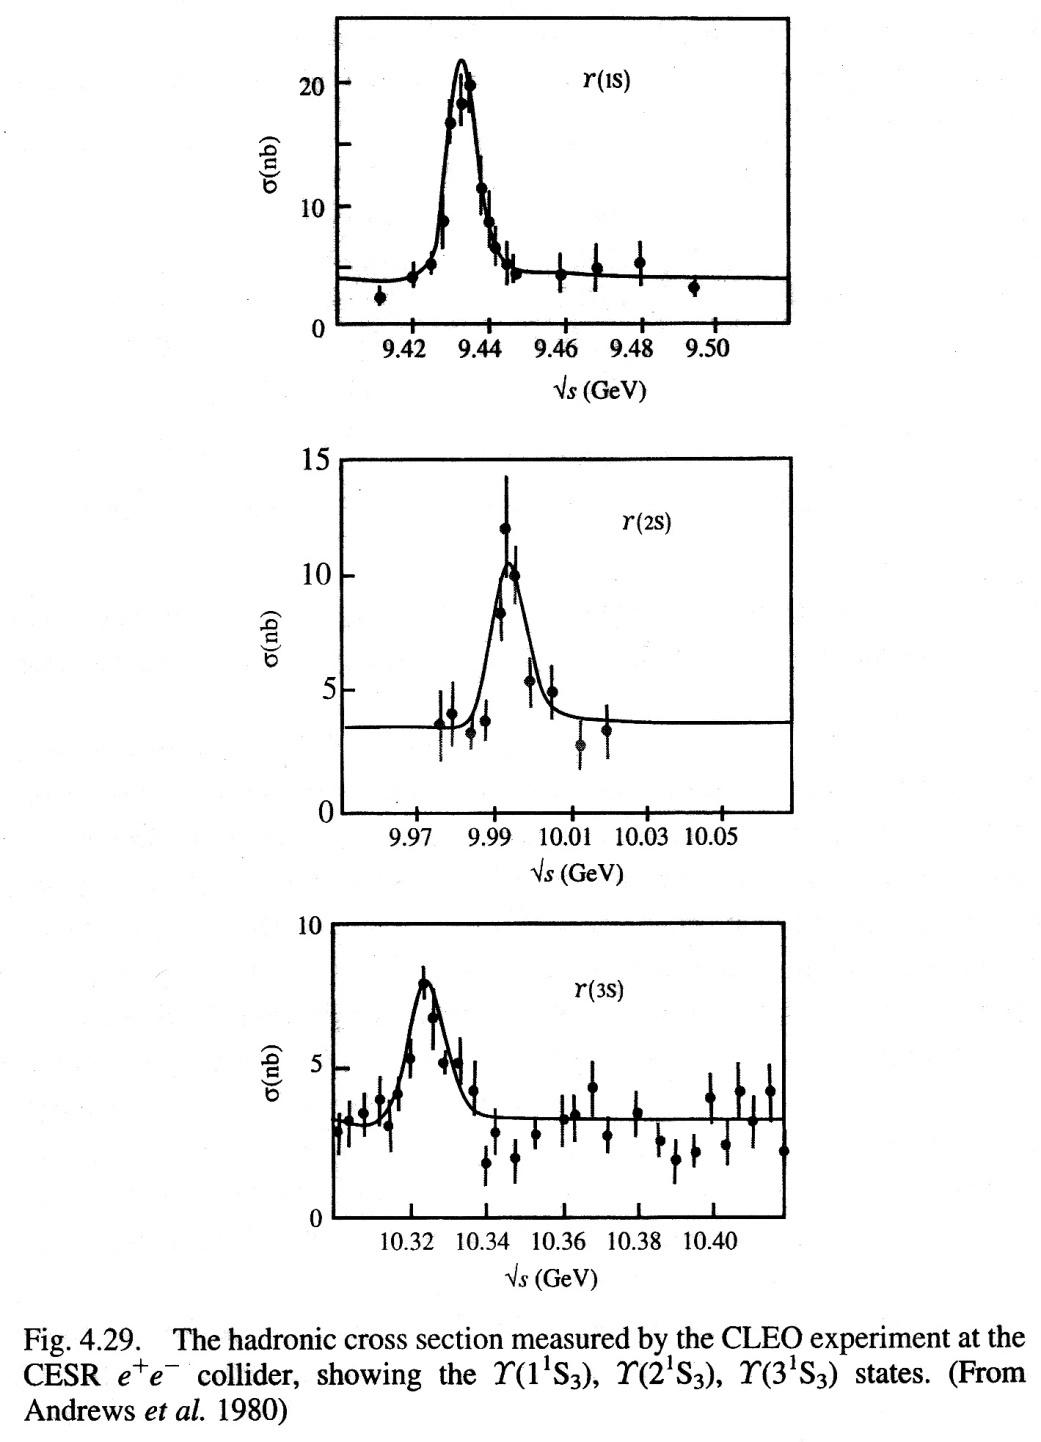 20
10
0
σ(nb)
ϒ(1S)
9.42 9.44 9.46 9.48 9.50
√s (GeV)
15
10
5
0
σ(nb)
ϒ(2S)
9.97 9.99 10.01 10.03 10.05
√s (GeV)
10
5
0
σ(nb)
ϒ(3S)
10.32 10.34 10.36 10.38 10.40
√s (GeV)
Fig. 4.29. The hadronic cross section measured by the CLEO experiment at the
CESR e⁺e⁻ collider, showing the ϒ(1¹S₃), ϒ(2¹S₃), ϒ(3¹S₃) states. (From
Andrews et al. 1980)